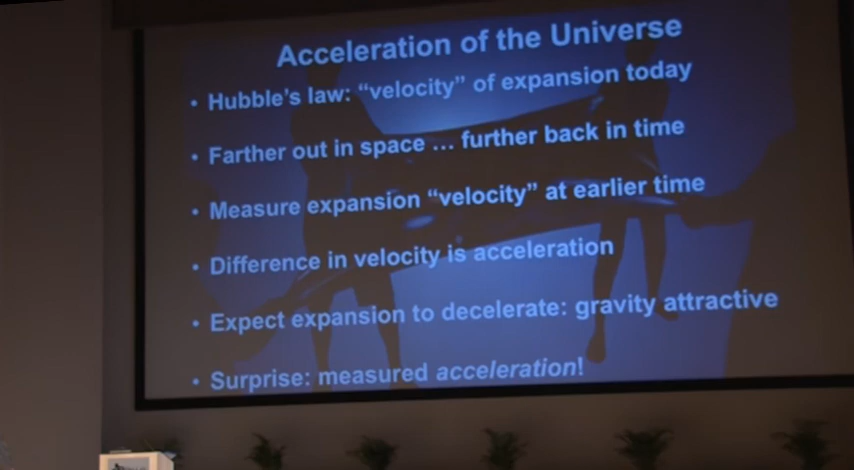 Acceleration of the Universe
• Hubble's law: “velocity” of expansion today
• Farther out in space ... further back in time
• Measure expansion “velocity” at earlier time
• Difference in velocity is acceleration
• Expect expansion to decelerate: gravity attractive
• Surprise: measured acceleration!